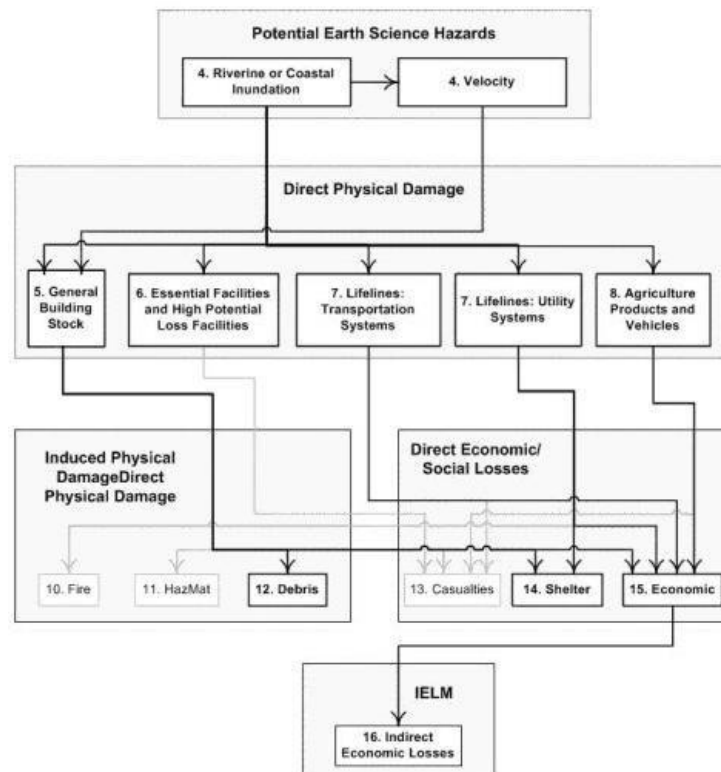 Potential Earth Science Hazards
4. Riverine or Coastal
Inundation
4. Velocity
Direct Physical Damage
5. General
Building
Stock
6. Essential Facilities
and High Potential
Loss Facilities
7. Lifelines:
Transportation
Systems
7. Lifelines: Utility
Systems
8. Agriculture
Products and
Vehicles
Induced Physical
DamageDirect
Physical Damage
10. Fire
11. HazMat
12. Debris
Direct Economic/
Social Losses
13. Casualties
14. Shelter
15. Economic
IELM
16. Indirect
Economic Losses